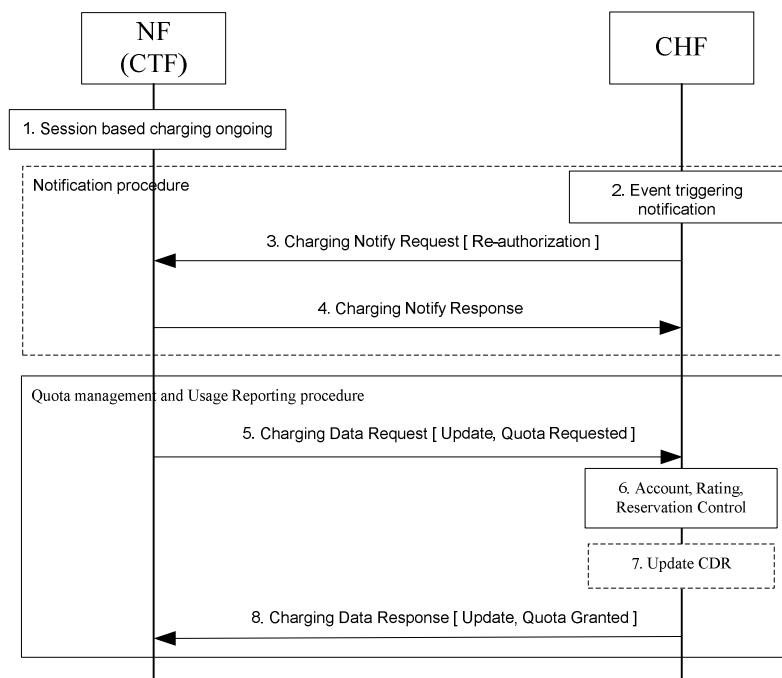 NF
(CTF)
CHF
1. Session based charging ongoing
Notification procedure
2. Event triggering
notification
3. Charging Notify Request [ Re-authorization ]
4. Charging Notify Response
Quota management and Usage Reporting procedure
5. Charging Data Request [ Update, Quota Requested ]
6. Account, Rating,
Reservation Control
7. Update CDR
8. Charging Data Response [ Update, Quota Granted ]